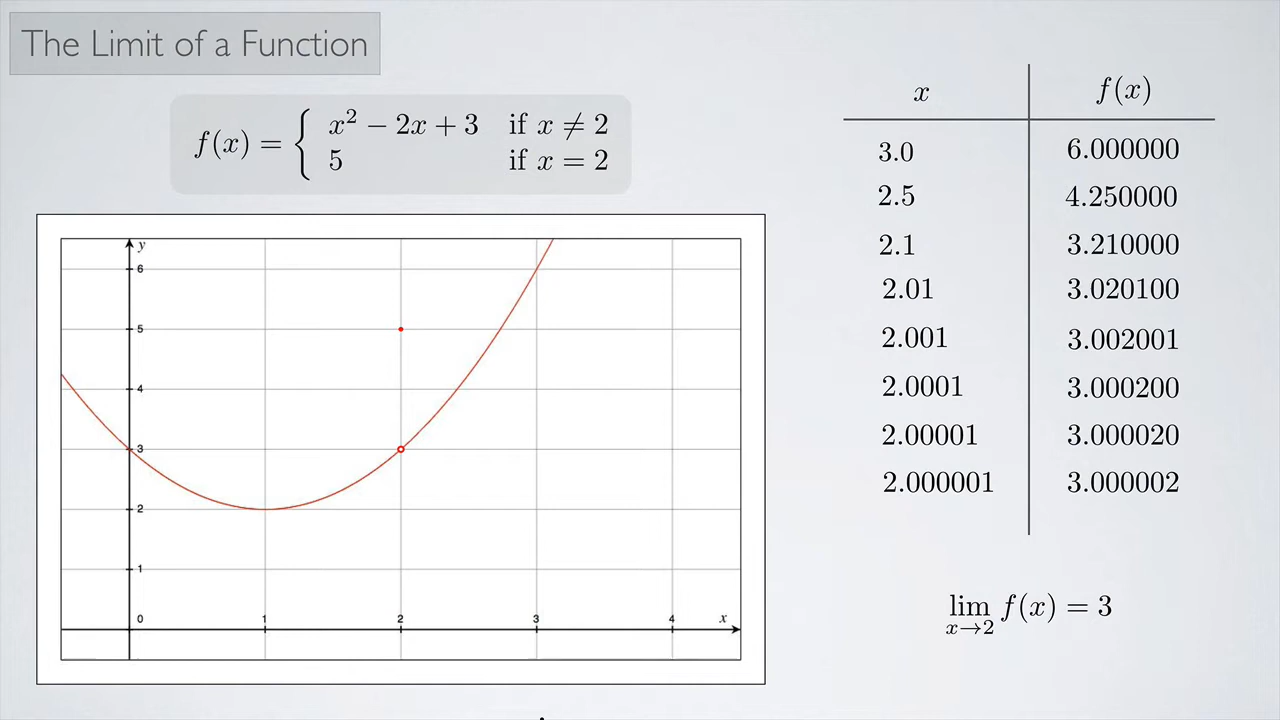 The Limit of a Function
f(x) = { x² − 2x + 3 if x ≠ 2
5 if x = 2
y
6
5
4
3
2
1
0 1 2 3 4 x
x f(x)
3.0 6.000000
2.5 4.250000
2.1 3.210000
2.01 3.020100
2.001 3.002001
2.0001 3.000200
2.00001 3.000020
2.000001 3.000002
lim f(x) = 3
x→2